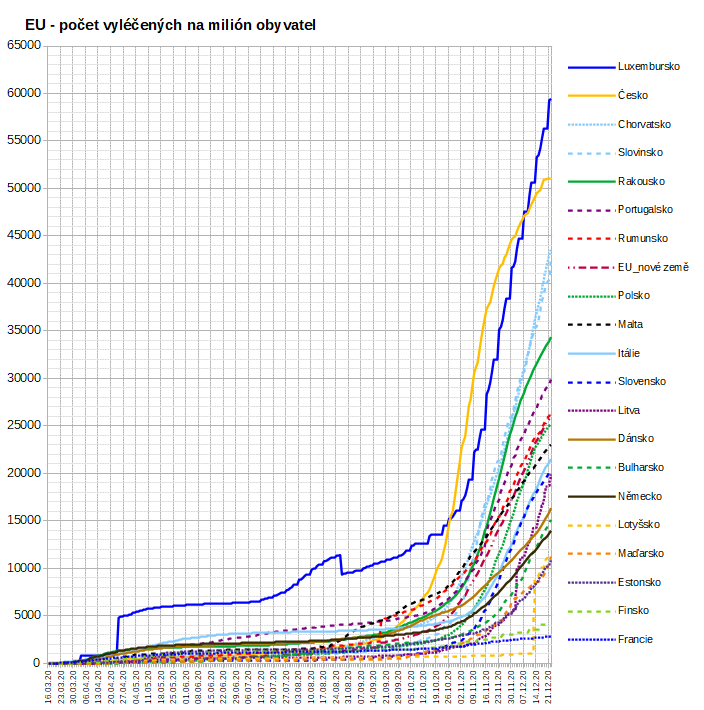 EU - počet vyléčených na milión obyvatel
65000
60000
55000
50000
45000
40000
35000
30000
25000
20000
15000
10000
5000
0
Luxembursko
Česko
Chorvatsko
Slovinsko
Rakousko
Portugalsko
Rumunsko
EU_nové země
Polsko
Malta
Itálie
Slovensko
Litva
Dánsko
Bulharsko
Německo
Lotyšsko
Maďarsko
Estonsko
Finsko
Francie
16.03.20
23.03.20
30.03.20
06.04.20
13.04.20
20.04.20
27.04.20
04.05.20
11.05.20
18.05.20
25.05.20
01.06.20
08.06.20
15.06.20
22.06.20
29.06.20
06.07.20
13.07.20
20.07.20
27.07.20
03.08.20
10.08.20
17.08.20
24.08.20
31.08.20
07.09.20
14.09.20
21.09.20
28.09.20
05.10.20
12.10.20
19.10.20
26.10.20
02.11.20
09.11.20
16.11.20
23.11.20
30.11.20
07.12.20
14.12.20
21.12.20